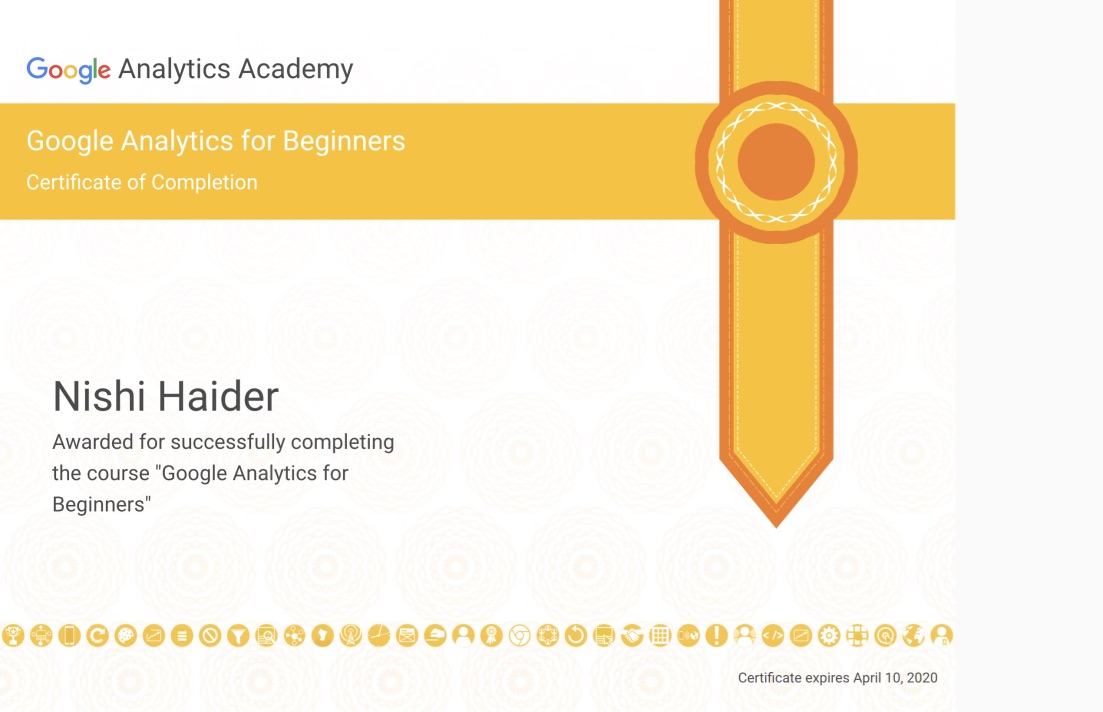 Google Analytics Academy
Google Analytics for Beginners
Certificate of Completion
Nishi Haider
Awarded for successfully completing
the course "Google Analytics for
Beginners"
Certificate expires April 10, 2020